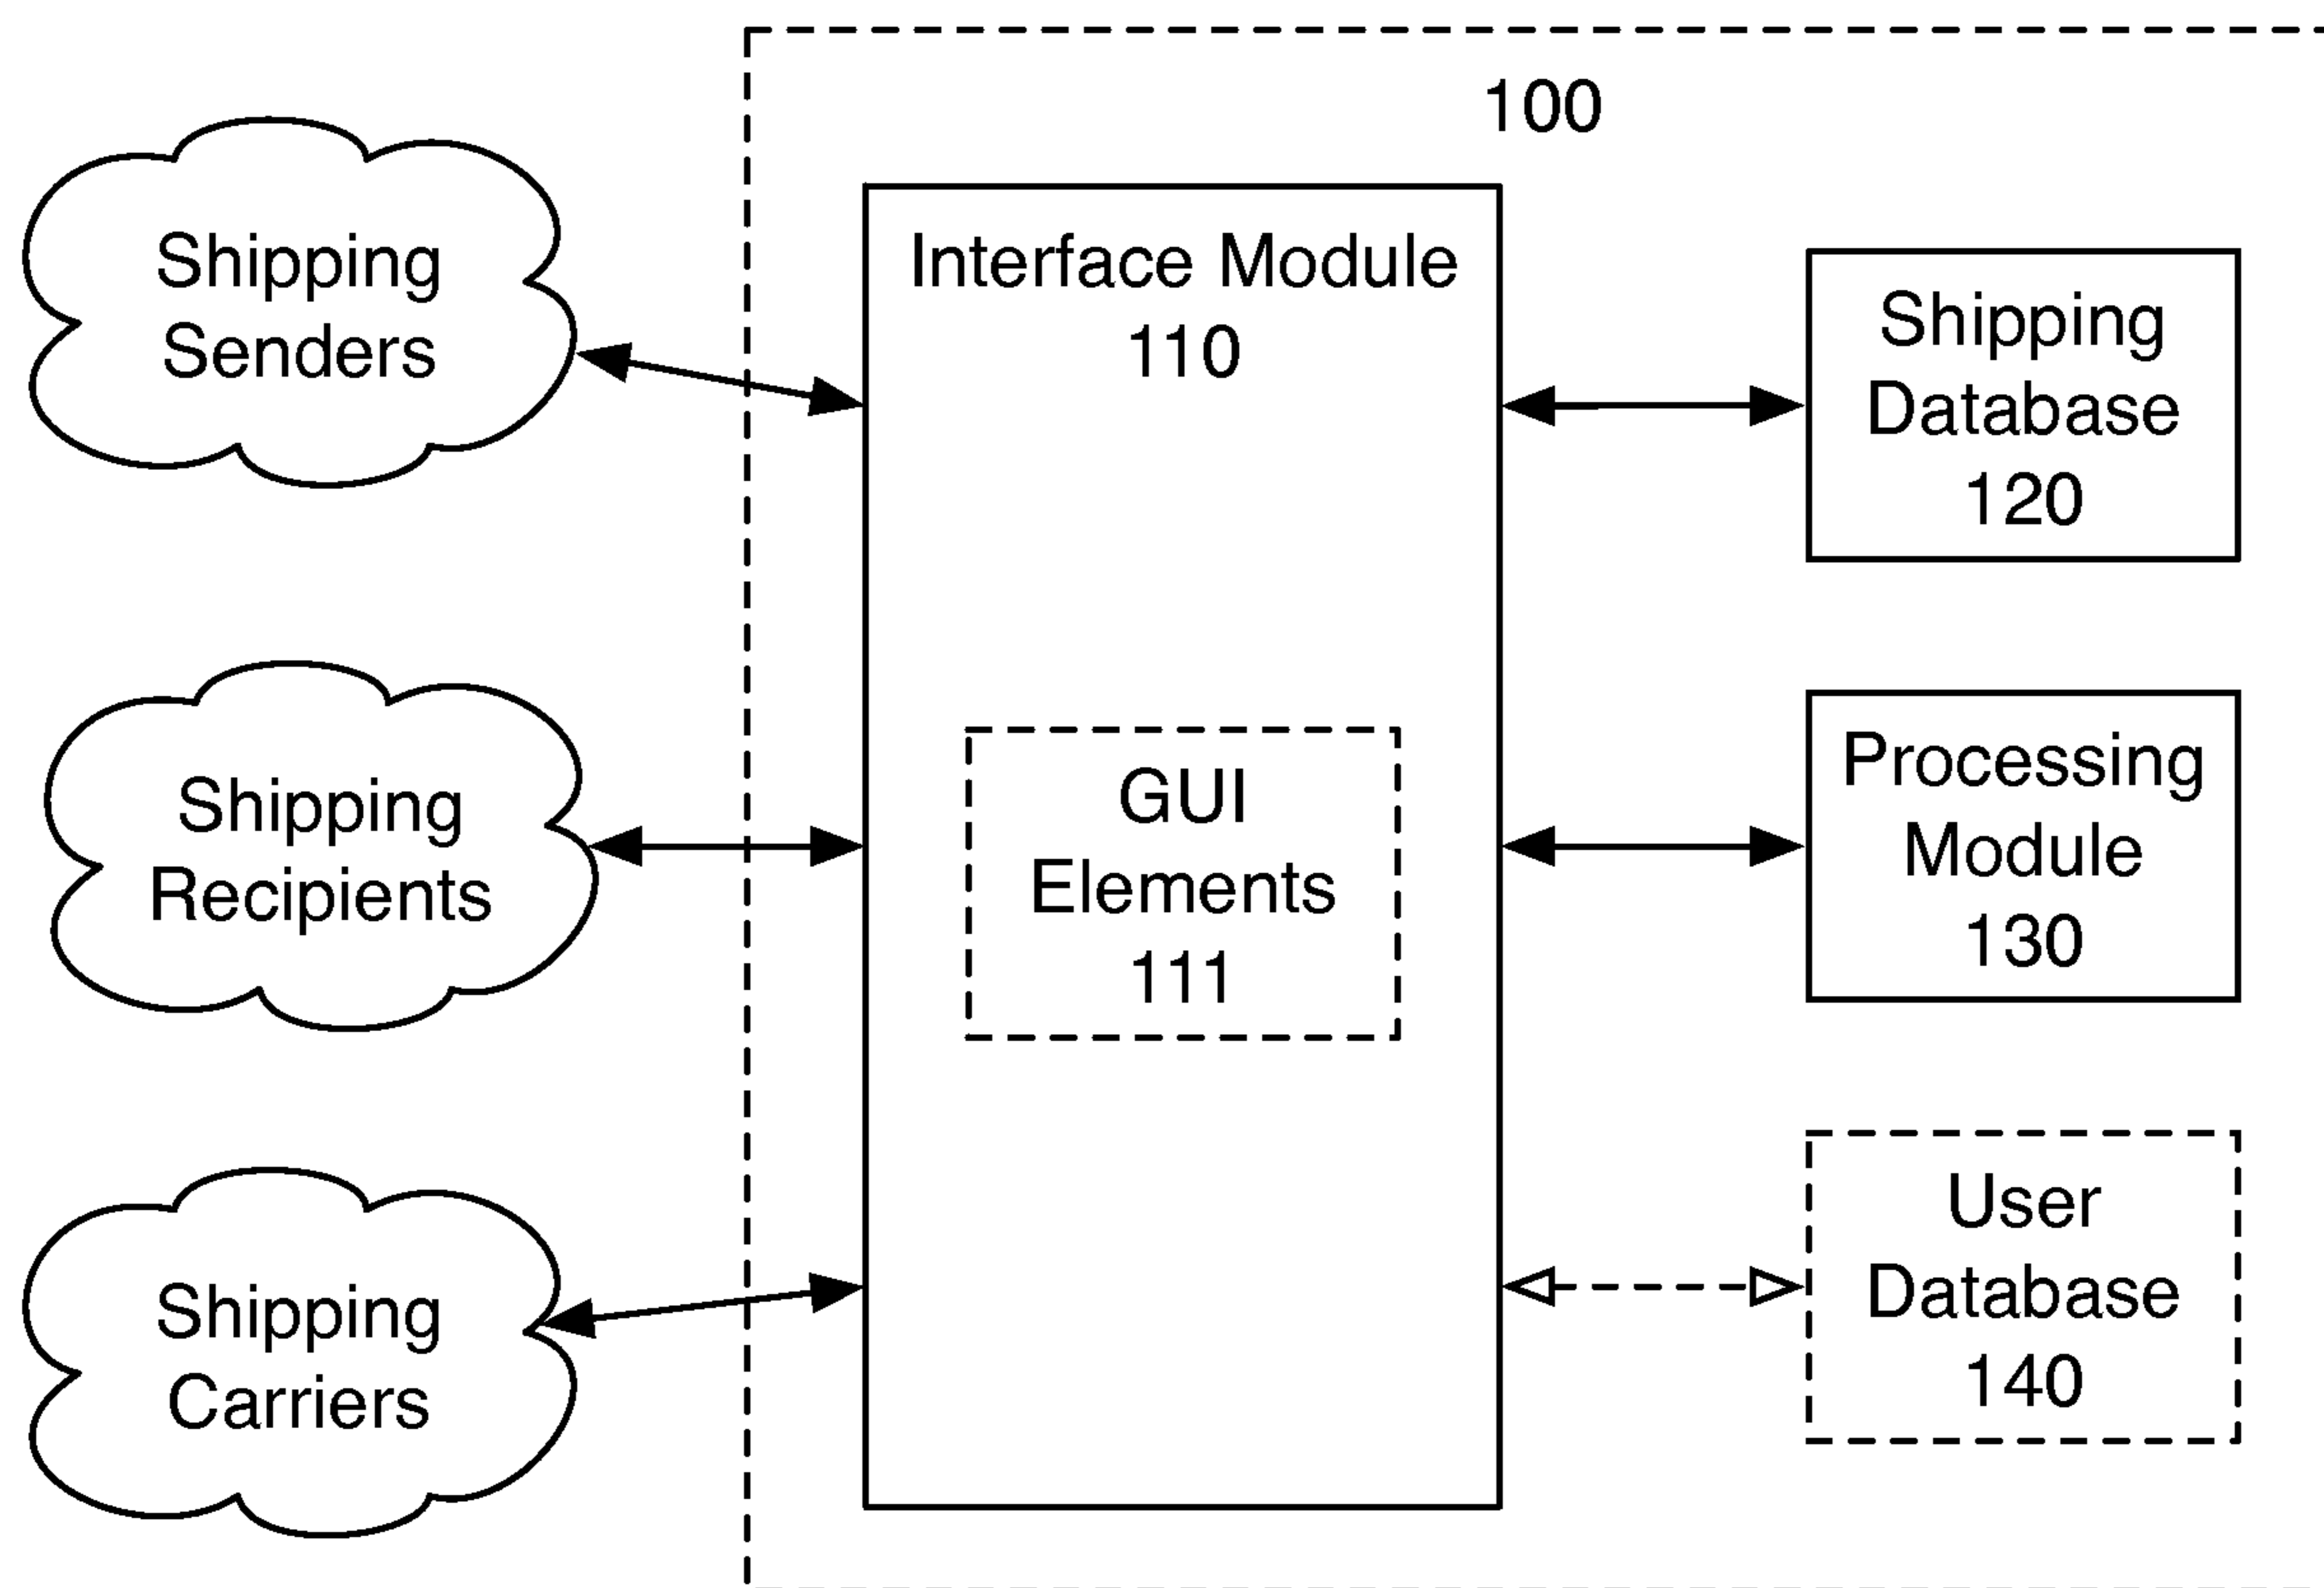 100
Shipping
Senders
Interface Module
110
Shipping
Database
120
Shipping
Recipients
GUI
Elements
111
Processing
Module
130
Shipping
Carriers
User
Database
140